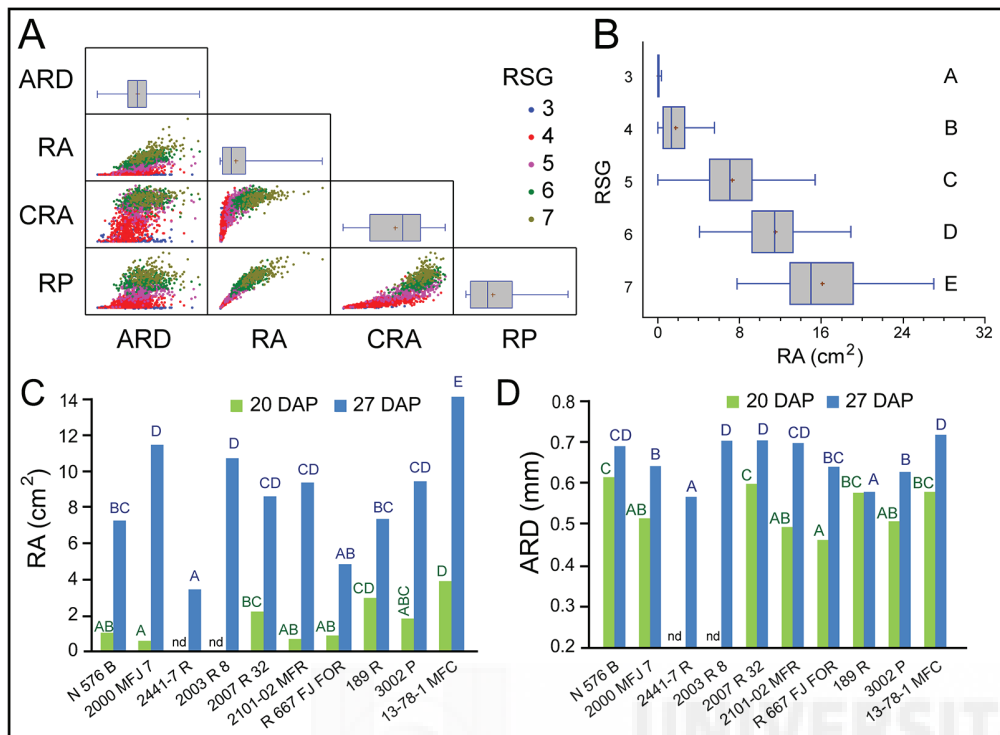 A
ARD
RA
CRA
RP
ARD RA CRA RP
RSG
3
4
5
6
7
B
RSG
3 A
4 B
5 C
6 D
7 E
0 8 16 24 32
RA (cm²)
C
20 DAP 27 DAP
RA (cm²)
14
12
10
8
6
4
2
0
AB BC
A D
nd A
nd D
BC CD
AB CD
AB AB
CD BC
ABC CD
D E
N 576 B
2000 MFJ 7
2441-7 R
2003 R 8
2007 R 32
2101-02 MFR
R 667 FJ FOR
189 R
3002 P
13-78-1 MFC
D
20 DAP 27 DAP
ARD (mm)
0.8
0.7
0.6
0.5
0.4
0.3
0.2
C CD
AB B
nd A
nd D
C D
AB CD
A BC
BC A
AB B
BC D
N 576 B
2000 MFJ 7
2441-7 R
2003 R 8
2007 R 32
2101-02 MFR
R 667 FJ FOR
189 R
3002 P
13-78-1 MFC
UNIVERSIT